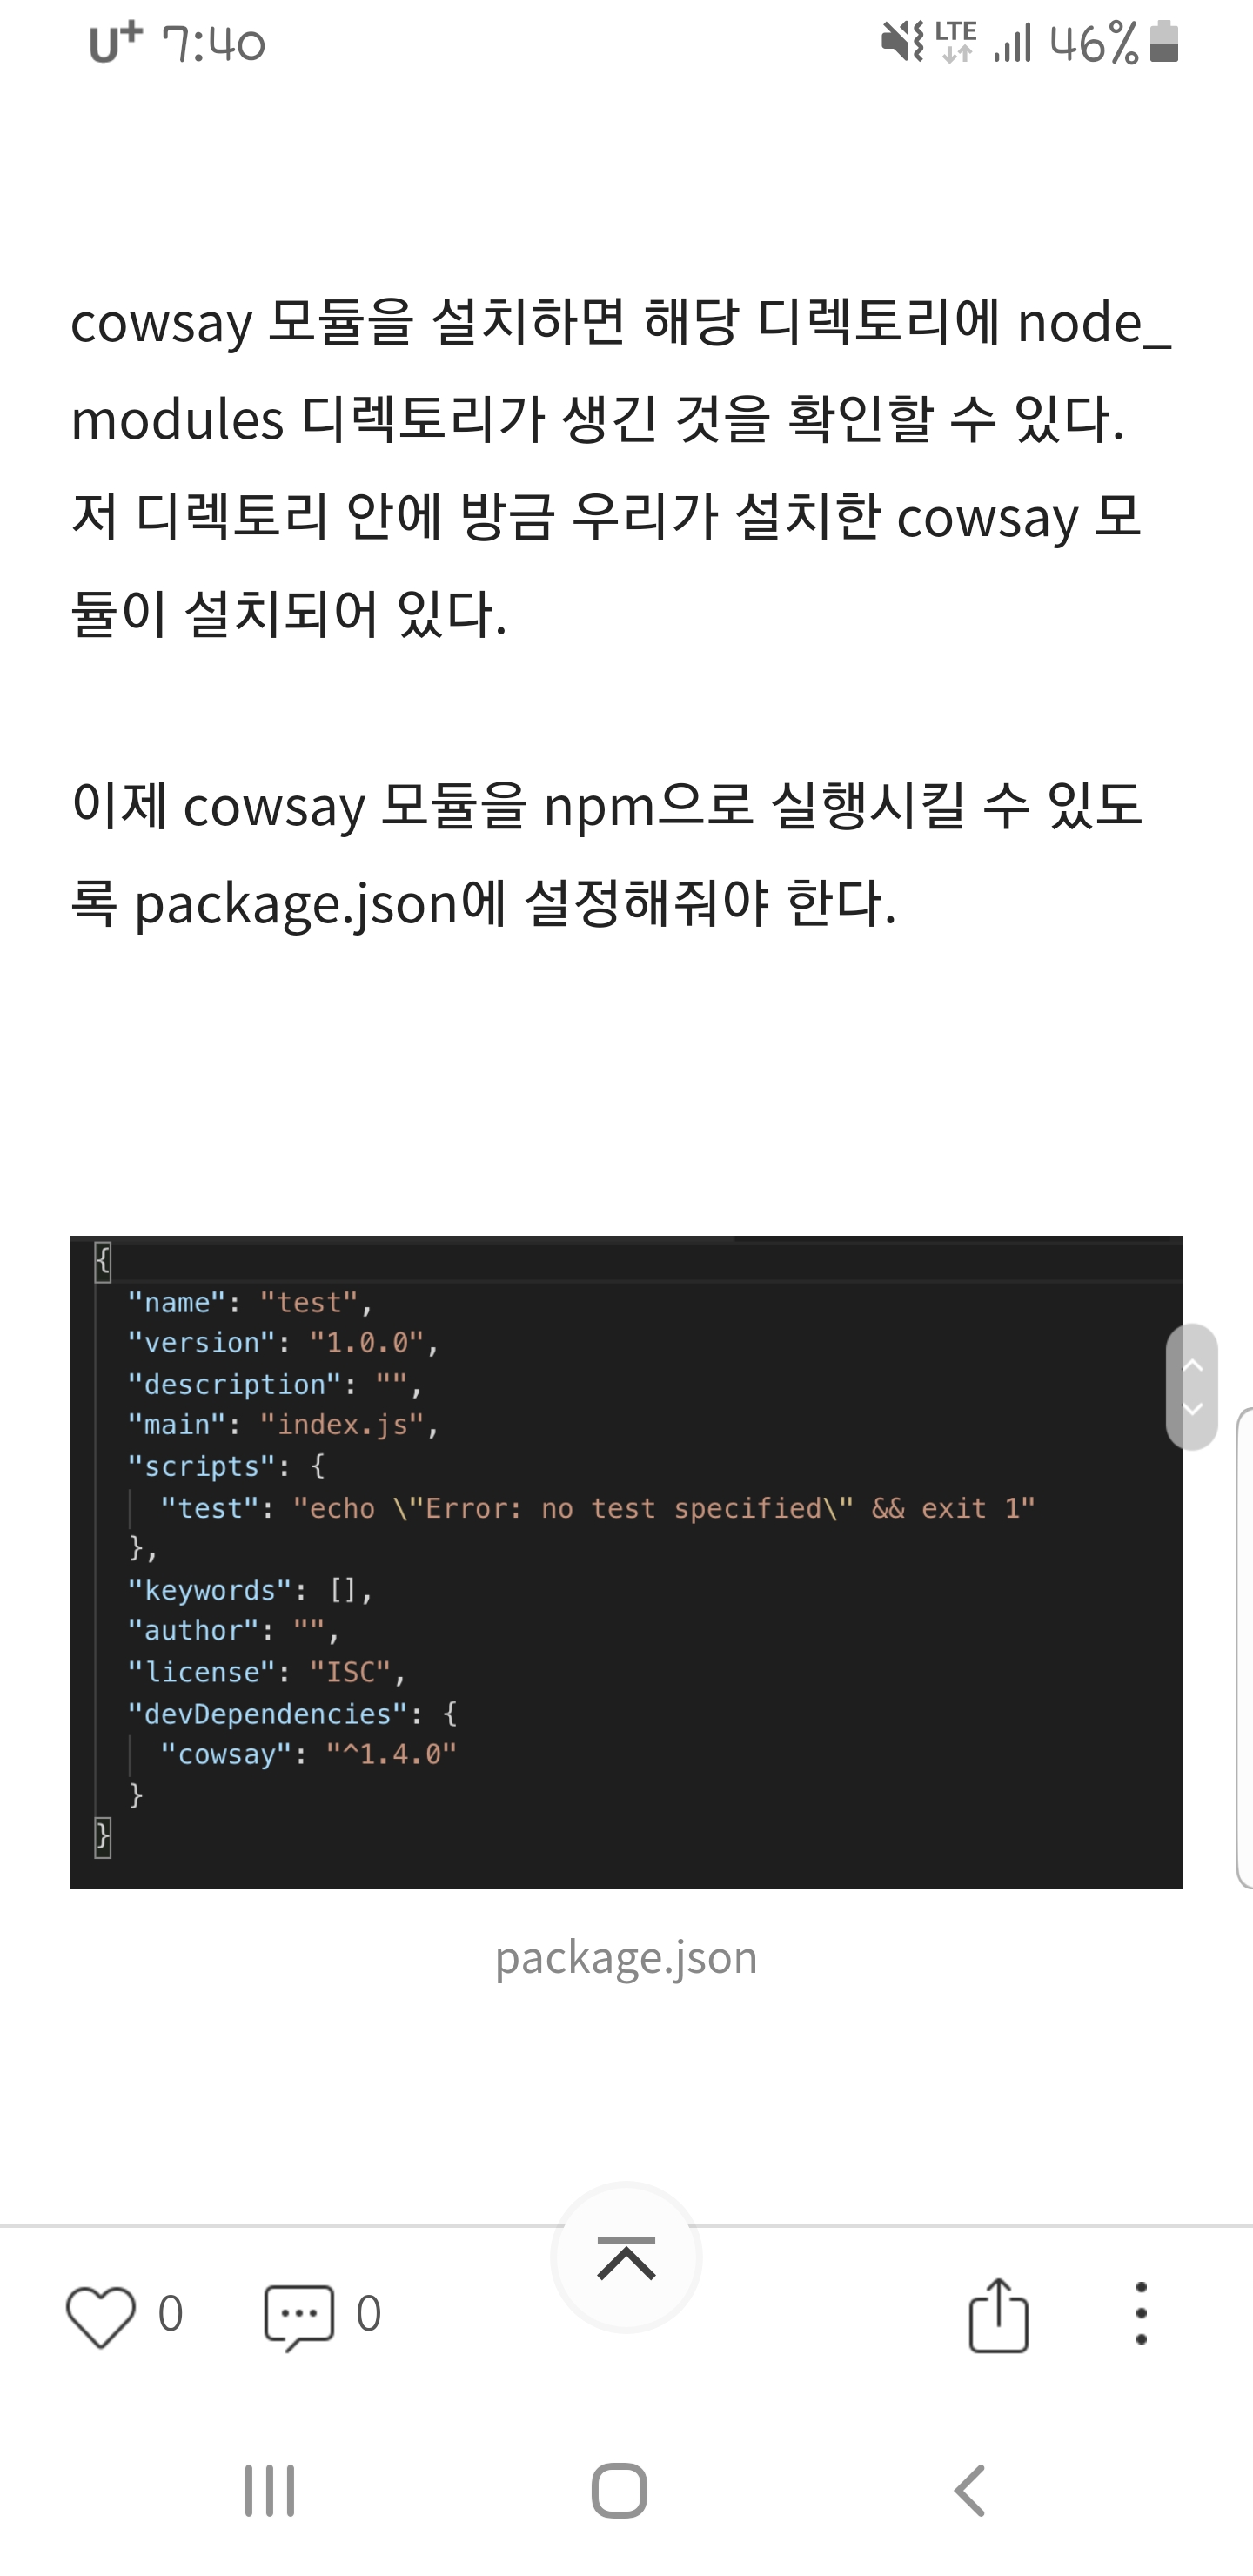 U+ 7:40 LTE 46%
cowsay 모듈을 설치하면 해당 디렉토리에 node_
modules 디렉토리가 생긴 것을 확인할 수 있다.
저 디렉토리 안에 방금 우리가 설치한 cowsay 모
듈이 설치되어 있다.
이제 cowsay 모듈을 npm으로 실행시킬 수 있도
록 package.json에 설정해줘야 한다.
{
"name": "test",
"version": "1.0.0",
"description": "",
"main": "index.js",
"scripts": {
"test": "echo \"Error: no test specified\" && exit 1"
},
"keywords": [],
"author": "",
"license": "ISC",
"devDependencies": {
"cowsay": "^1.4.0"
}
}
package.json
0 0